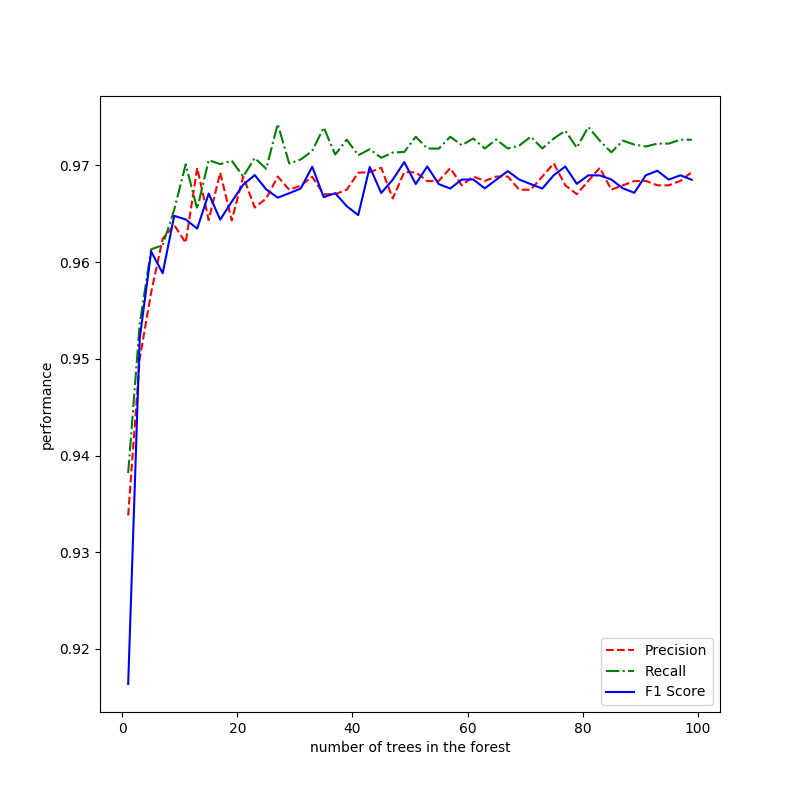 0.97
0.96
0.95
0.94
0.93
0.92
performance
0 20 40 60 80 100
number of trees in the forest
Precision
Recall
F1 Score